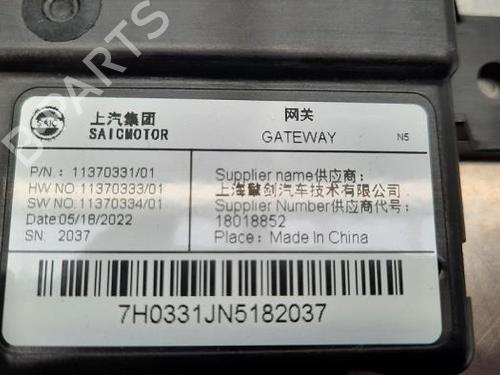 B-PARTS
SAIC
上汽集团
SAICMOTOR
网关
GATEWAY
N5
P/N.: 11370331/01
HW NO.11370333/01
SW NO.11370334/01
Date:05/18/2022
SN: 2037
Supplier name供应商:
上海擎剑汽车技术有限公司
Supplier Number供应商代号:
18018852
Place: Made In China
7H0331JN5182037